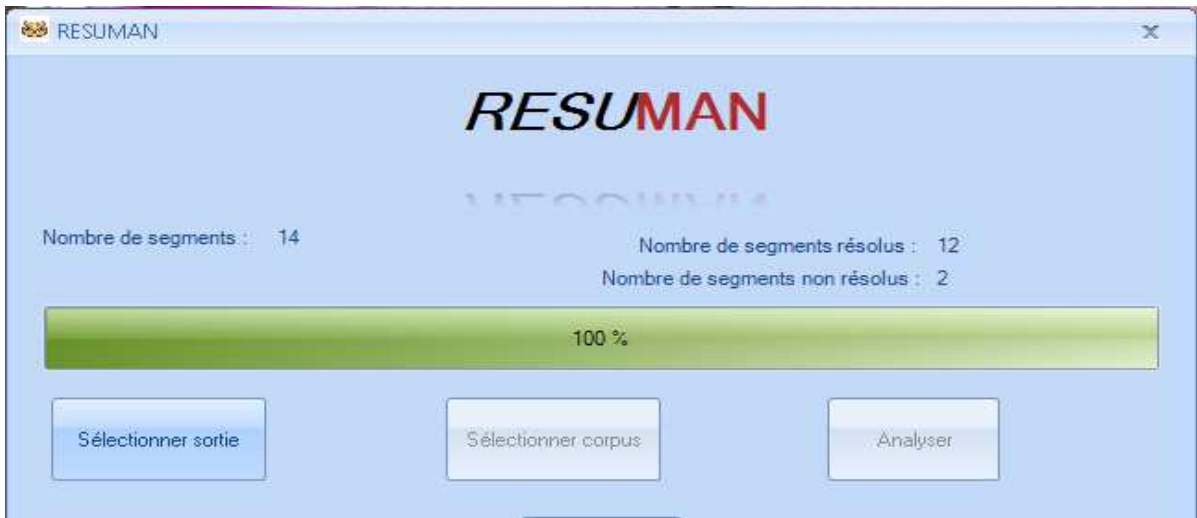 RESUMAN
RESUMAN
Nombre de segments : 14
Nombre de segments résolus : 12
Nombre de segments non résolus : 2
100 %
Sélectionner sortie
Sélectionner corpus
Analyser